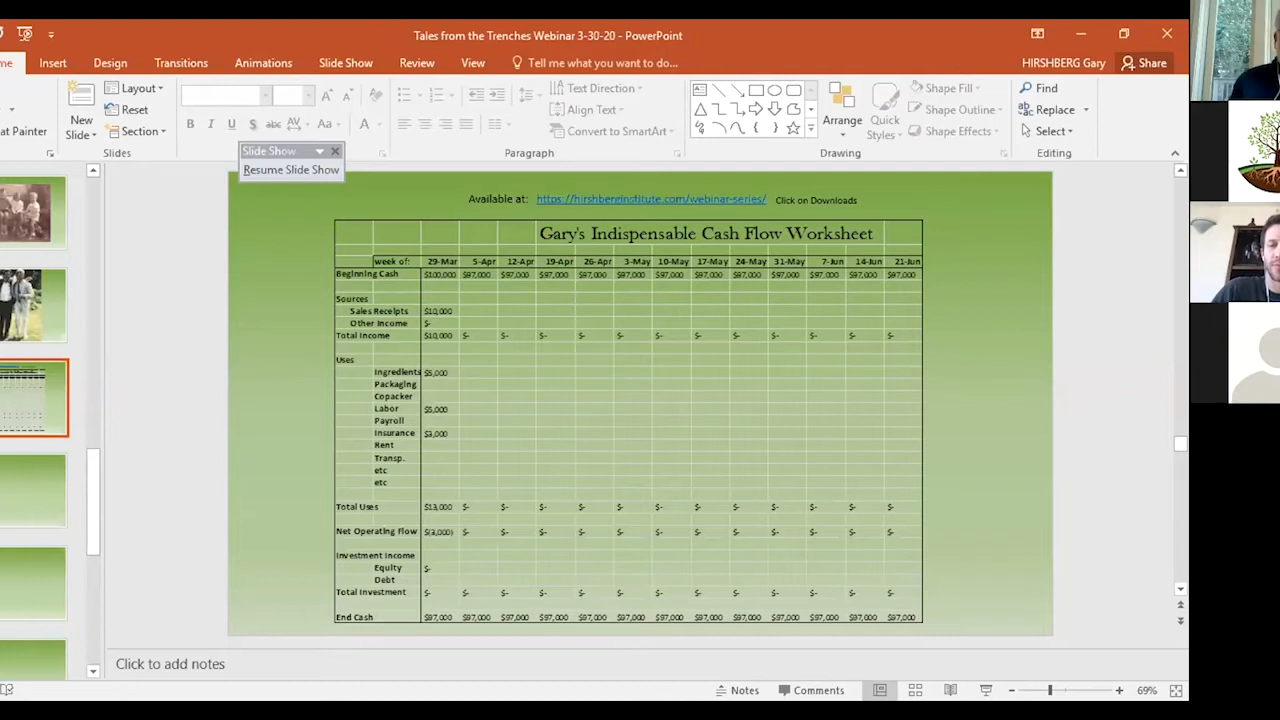 Tales from the Trenches Webinar 3-30-20 - PowerPoint
me Insert Design Transitions Animations Slide Show Review View Tell me what you want to do... HIRSHBERG Gary Share
Layout
Reset
Section
at Painter
New
Slide
Slides
B I U S abc AV Aa A
Text Direction
Align Text
Convert to SmartArt
Paragraph
Arrange
Quick
Styles
Shape Fill
Shape Outline
Shape Effects
Drawing
Find
Replace
Select
Editing
Slide Show
Resume Slide Show
Available at: https://hirshberginstitute.com/webinar-series/ Click on Downloads
Gary's Indispensable Cash Flow Worksheet
week of: 29-Mar 5-Apr 12-Apr 19-Apr 26-Apr 3-May 10-May 17-May 24-May 31-May 7-Jun 14-Jun 21-Jun
Beginning Cash $100,000 $97,000 $97,000 $97,000 $97,000 $97,000 $97,000 $97,000 $97,000 $97,000 $97,000 $97,000 $97,000
Sources
Sales Receipts $10,000
Other Income $-
Total Income $10,000 $- $- $- $- $- $- $- $- $- $- $- $-
Uses
Ingredients $5,000
Packaging
Copacker
Labor $5,000
Payroll
Insurance $3,000
Rent
Transp.
etc
etc
Total Uses $13,000 $- $- $- $- $- $- $- $- $- $- $- $-
Net Operating Flow $(3,000) $- $- $- $- $- $- $- $- $- $- $- $-
Investment Income
Equity $-
Debt
Total Investment $- $- $- $- $- $- $- $- $- $- $- $- $-
End Cash $97,000 $97,000 $97,000 $97,000 $97,000 $97,000 $97,000 $97,000 $97,000 $97,000 $97,000 $97,000 $97,000
Click to add notes
Notes Comments 69%